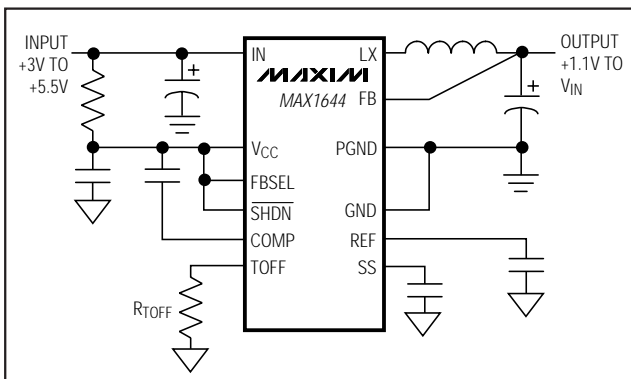 INPUT
+3V TO
+5.5V
+
IN
LX
MAXIM
MAX1644
FB
OUTPUT
+1.1V TO
VIN
+
VCC
PGND
FBSEL
SHDN
GND
COMP
REF
TOFF
SS
RTOFF